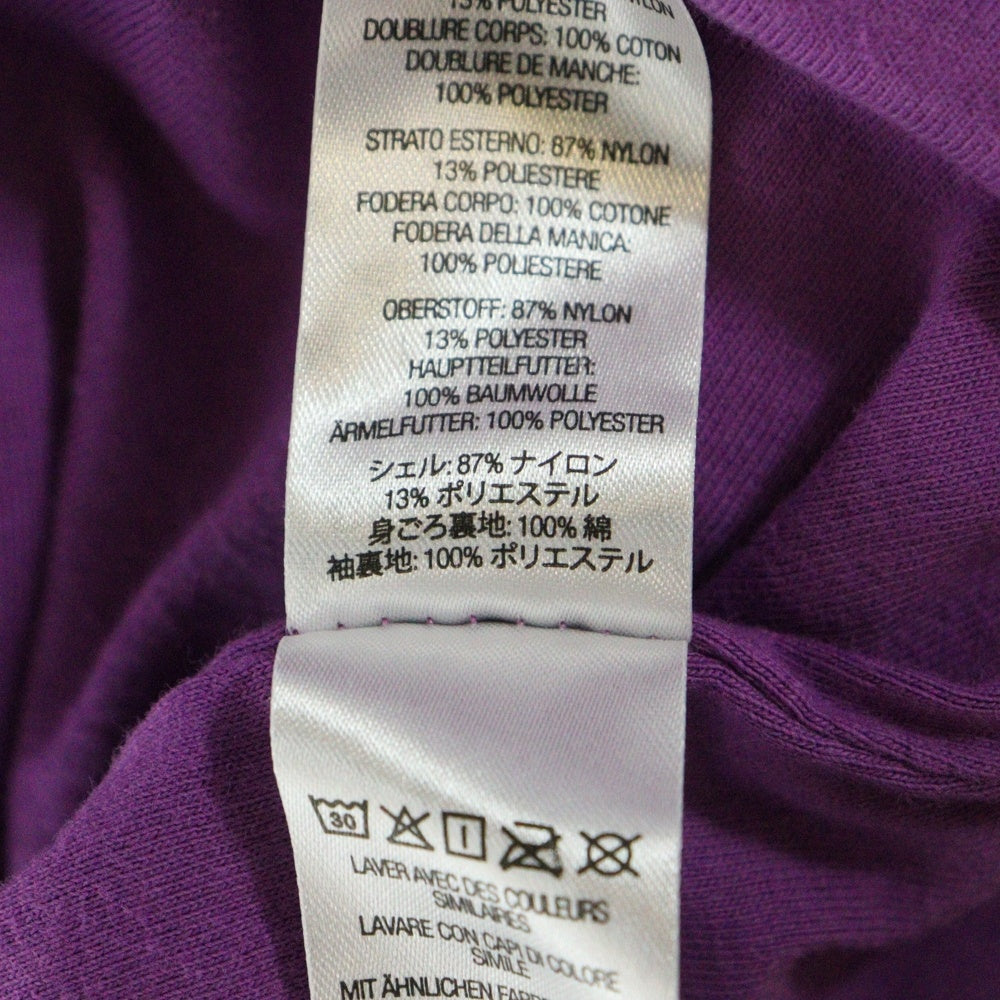 13% POLYESTER
DOUBLURE CORPS: 100% COTON
DOUBLURE DE MANCHE:
100% POLYESTER
STRATO ESTERNO: 87% NYLON
13% POLIESTERE
FODERA CORPO: 100% COTONE
FODERA DELLA MANICA:
100% POLIESTERE
OBERSTOFF: 87% NYLON
13% POLYESTER
HAUPTTEILFUTTER:
100% BAUMWOLLE
ÄRMELFUTTER: 100% POLYESTER
シェル: 87% ナイロン
13% ポリエステル
身ごろ裏地: 100% 綿
袖裏地: 100% ポリエステル
30
LAVER AVEC DES COULEURS
SIMILAIRES
LAVARE CON CAPI DI COLORE
SIMILE
MIT ÄHNLICHEN